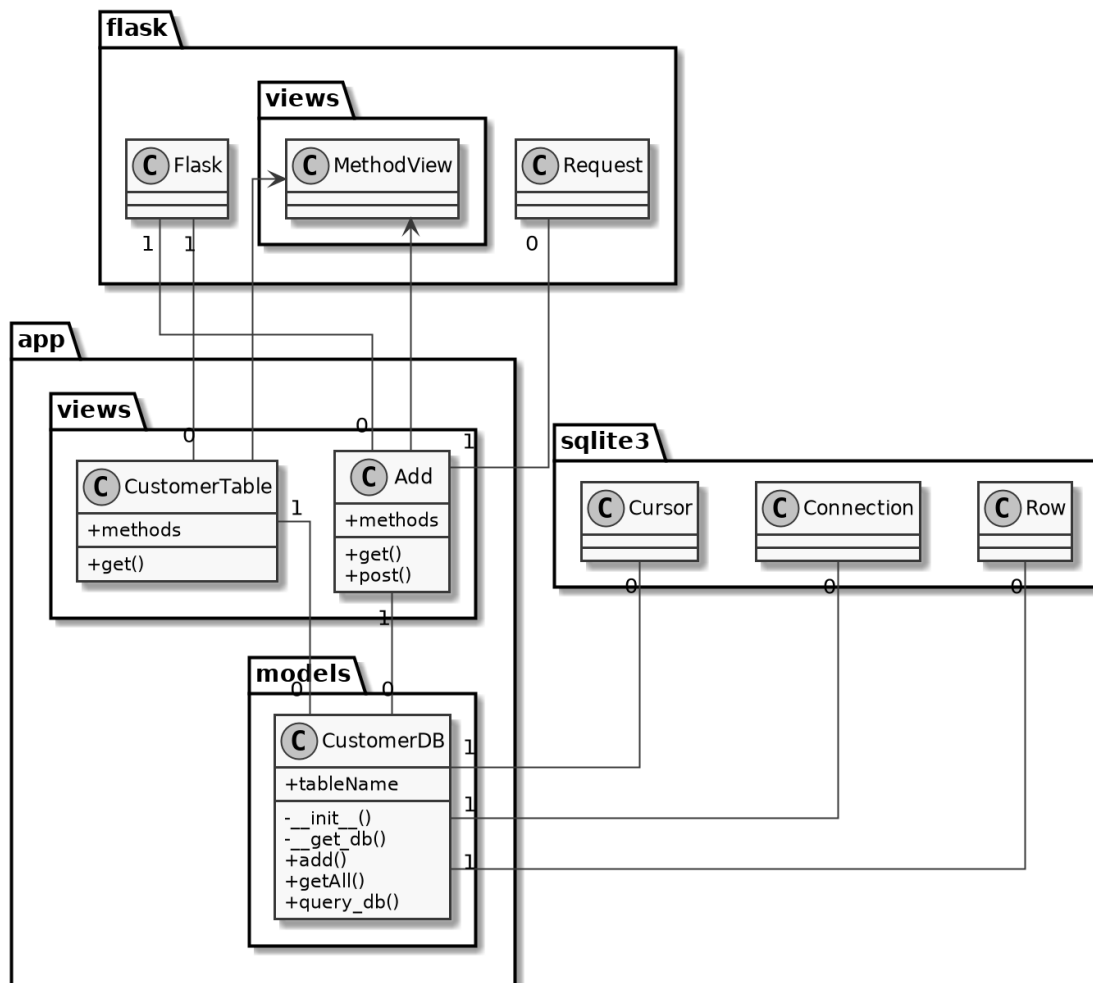 flask
views
C Flask
C MethodView
C Request
1
1
0
app
views
0
0
1
sqlite3
C CustomerTable
+methods
+get()
1
C Add
+methods
+get()
+post()
1
C Cursor
C Connection
C Row
0
0
0
models
0
0
C CustomerDB
+tableName
-__init__()
-__get_db()
+add()
+getAll()
+query_db()
1
1
1